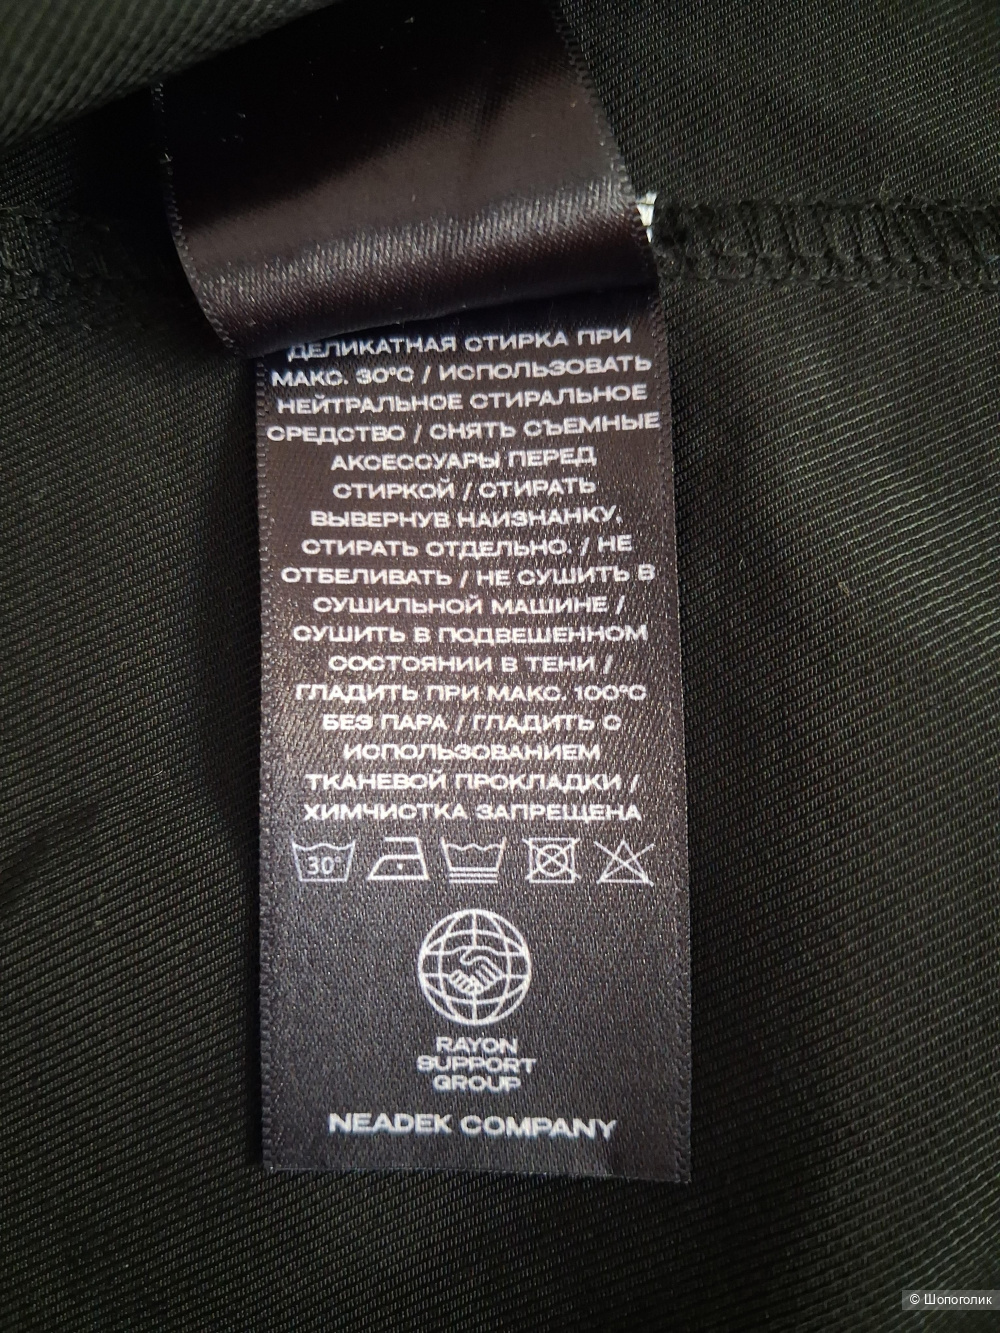 ДЕЛИКАТНАЯ СТИРКА ПРИ
МАКС. 30°C / ИСПОЛЬЗОВАТЬ
НЕЙТРАЛЬНОЕ СТИРАЛЬНОЕ
СРЕДСТВО / СНЯТЬ СЪЕМНЫЕ
АКСЕССУАРЫ ПЕРЕД
СТИРКОЙ / СТИРАТЬ
ВЫВЕРНУВ НАИЗНАНКУ,
СТИРАТЬ ОТДЕЛЬНО. / НЕ
ОТБЕЛИВАТЬ / НЕ СУШИТЬ В
СУШИЛЬНОЙ МАШИНЕ /
СУШИТЬ В ПОДВЕШЕННОМ
СОСТОЯНИИ В ТЕНИ /
ГЛАДИТЬ ПРИ МАКС. 100°C
БЕЗ ПАРА / ГЛАДИТЬ С
ИСПОЛЬЗОВАНИЕМ
ТКАНЕВОЙ ПРОКЛАДКИ /
ХИМЧИСТКА ЗАПРЕЩЕНА
30°
RAYON
SUPPORT
GROUP
NEADEK COMPANY
© Шопоголик